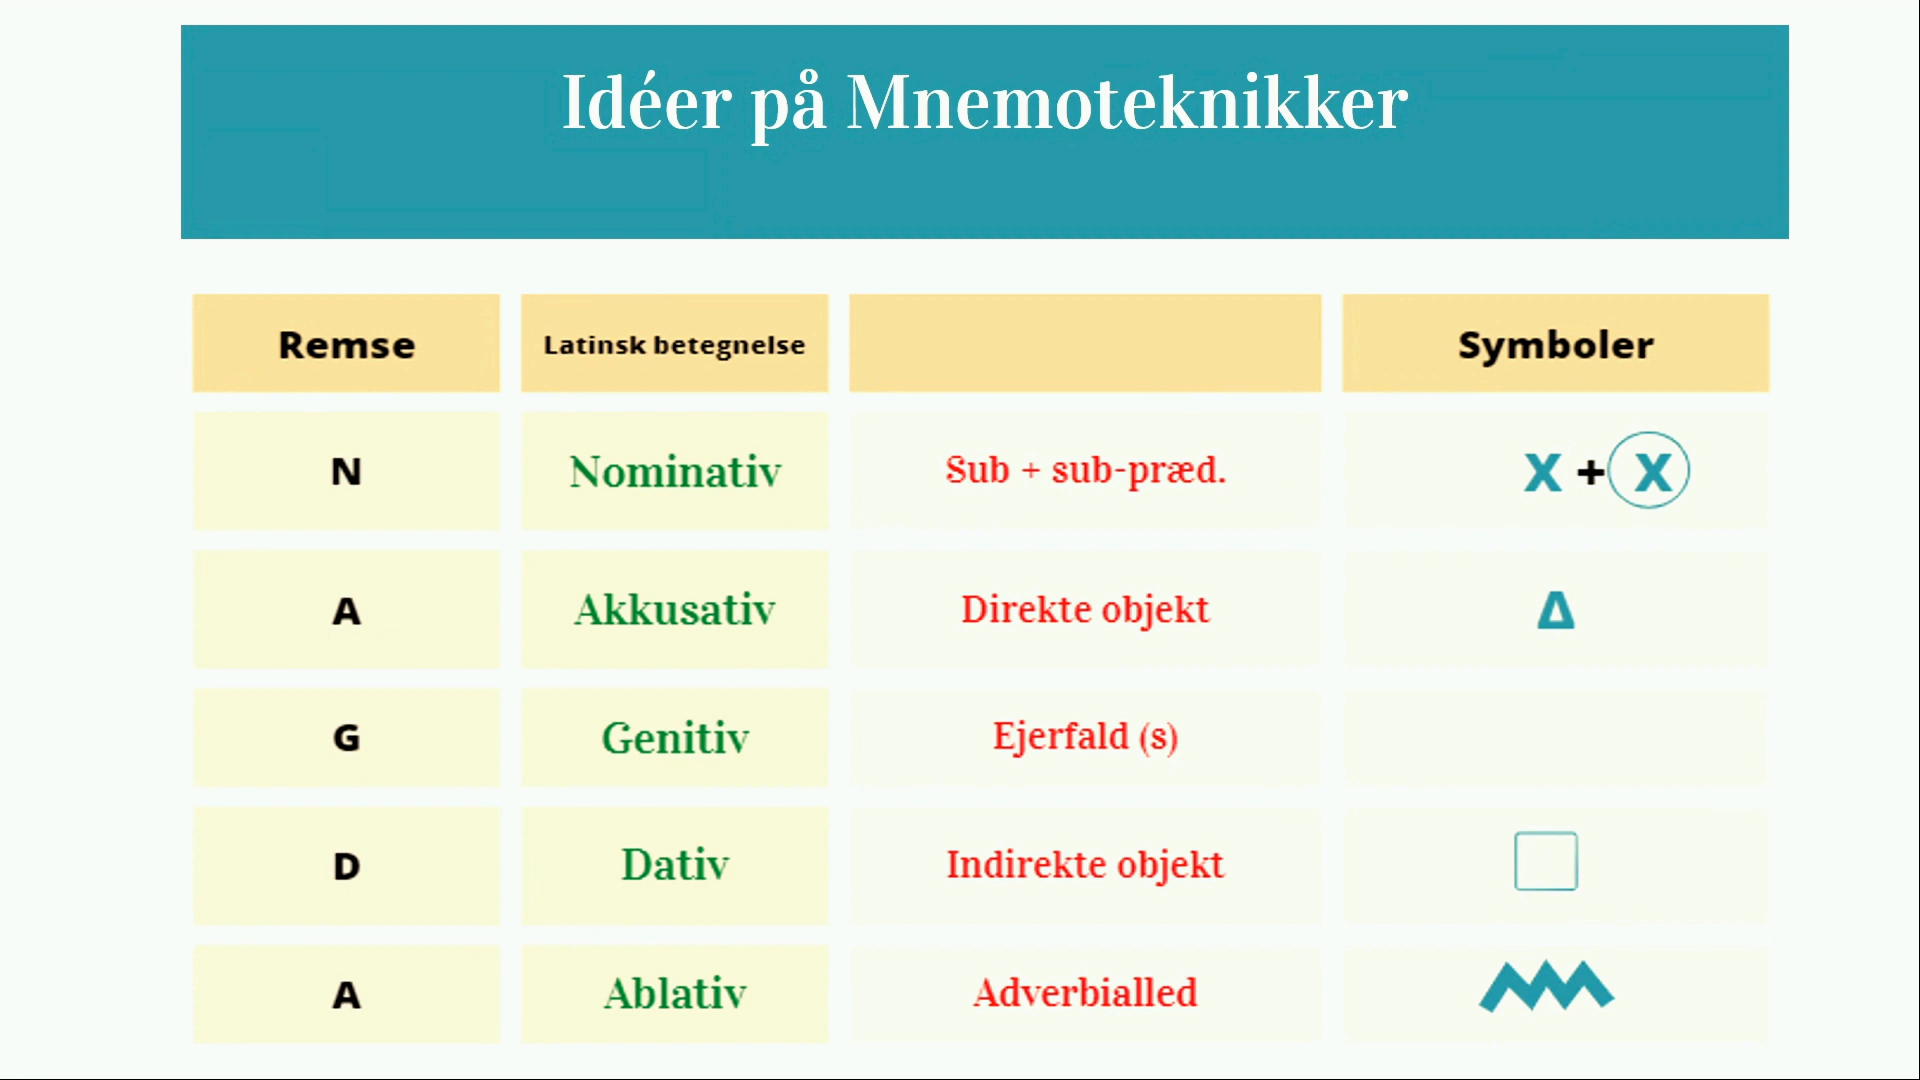 Idéer på Mnemoteknikker
Remse Latinsk betegnelse Symboler
N Nominativ Sub + sub-præd. X + X
A Akkusativ Direkte objekt Δ
G Genitiv Ejerfald (s)
D Dativ Indirekte objekt
A Ablativ Adverbialled